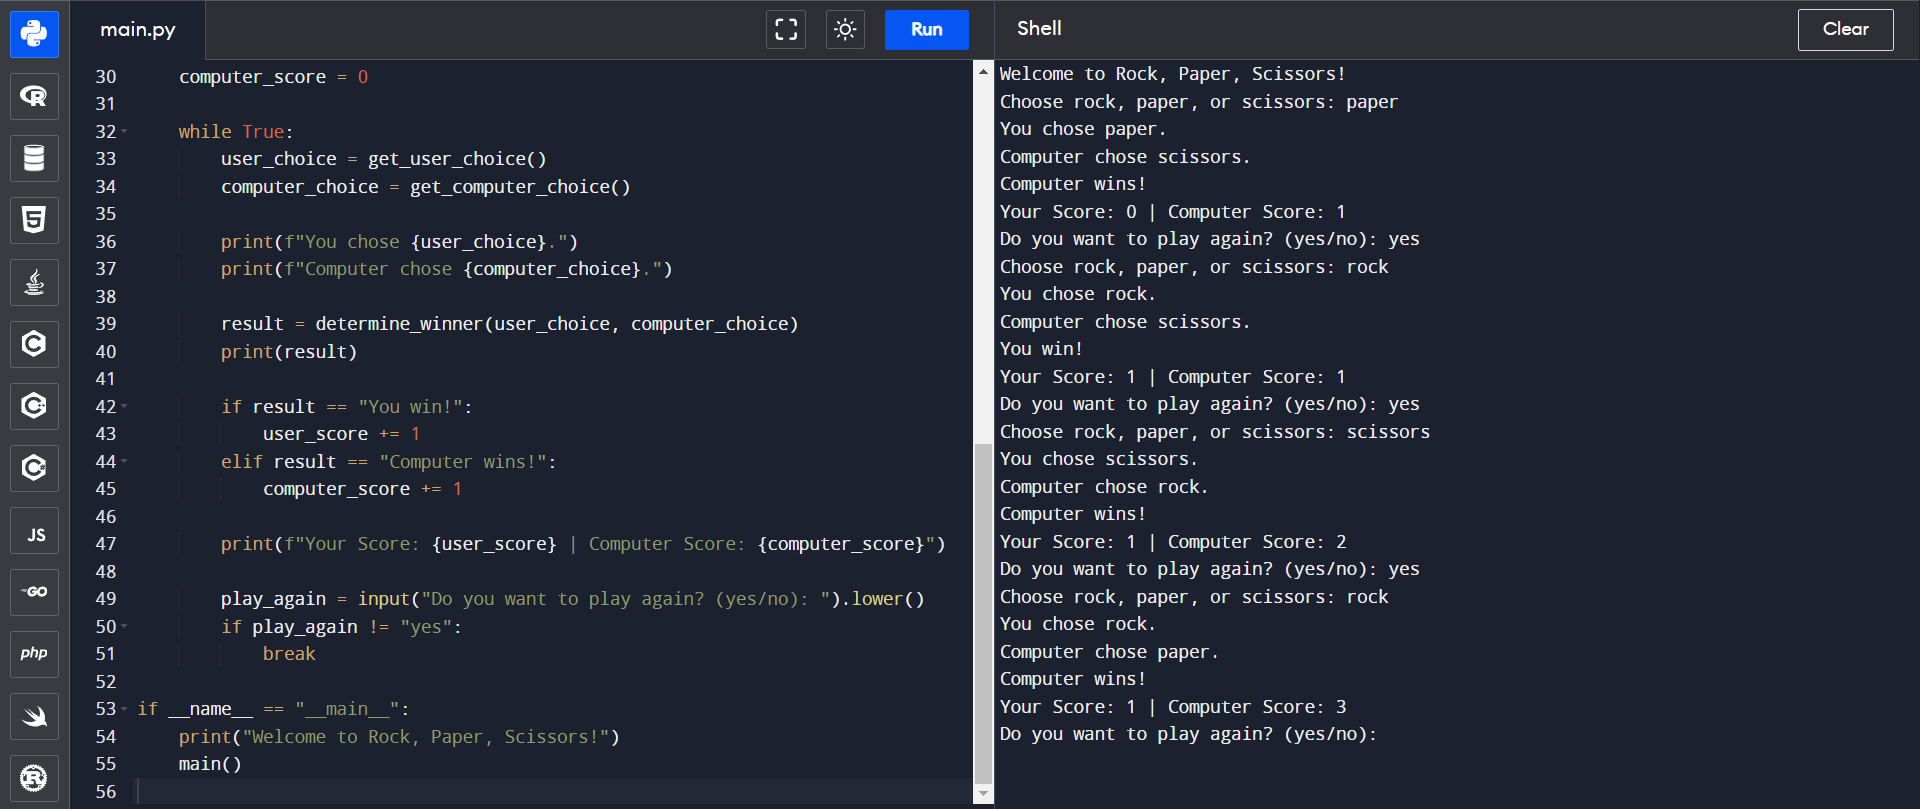 main.py
Run
Shell
Clear
30 computer_score = 0
31
32 while True:
33 user_choice = get_user_choice()
34 computer_choice = get_computer_choice()
35
36 print(f"You chose {user_choice}.")
37 print(f"Computer chose {computer_choice}.")
38
39 result = determine_winner(user_choice, computer_choice)
40 print(result)
41
42 if result == "You win!":
43 user_score += 1
44 elif result == "Computer wins!":
45 computer_score += 1
46
47 print(f"Your Score: {user_score} | Computer Score: {computer_score}")
48
49 play_again = input("Do you want to play again? (yes/no): ").lower()
50 if play_again != "yes":
51 break
52
53 if __name__ == "__main__":
54 print("Welcome to Rock, Paper, Scissors!")
55 main()
56
Welcome to Rock, Paper, Scissors!
Choose rock, paper, or scissors: paper
You chose paper.
Computer chose scissors.
Computer wins!
Your Score: 0 | Computer Score: 1
Do you want to play again? (yes/no): yes
Choose rock, paper, or scissors: rock
You chose rock.
Computer chose scissors.
You win!
Your Score: 1 | Computer Score: 1
Do you want to play again? (yes/no): yes
Choose rock, paper, or scissors: scissors
You chose scissors.
Computer chose rock.
Computer wins!
Your Score: 1 | Computer Score: 2
Do you want to play again? (yes/no): yes
Choose rock, paper, or scissors: rock
You chose rock.
Computer chose paper.
Computer wins!
Your Score: 1 | Computer Score: 3
Do you want to play again? (yes/no):
R
5
C
C+
C#
JS
GO
php
R